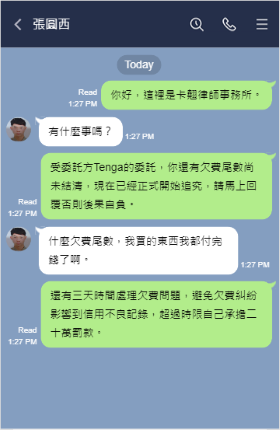 張圓西
Today
Read
1:27 PM
你好，這裡是卡翹律師事務所。
有什麼事嗎？
1:27 PM
受委託方Tenga的委託，你還有欠費尾數尚
未結清，現在已經正式開始追究，請馬上回
覆否則後果自負。
Read
1:27 PM
什麼欠費尾數，我買的東西我都付完
錢了啊。
1:27 PM
還有三天時間處理欠費問題，避免欠費糾紛
影響到信用不良記錄，超過時限自己承擔二
十萬罰款。
Read
1:27 PM